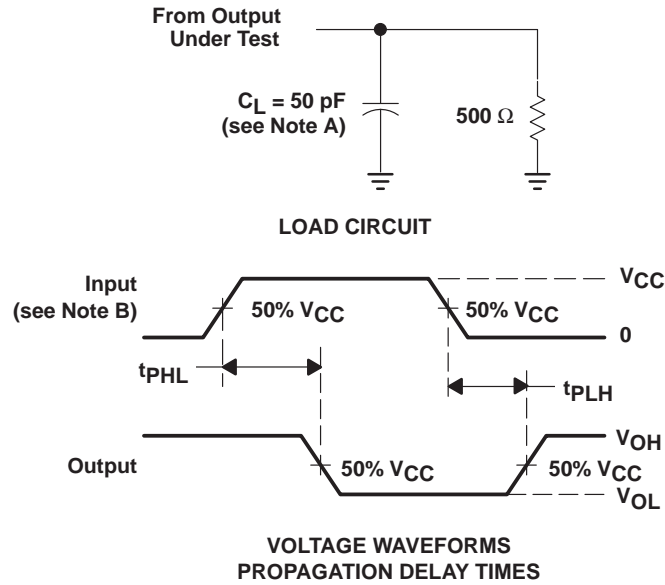 From Output
Under Test
CL = 50 pF
(see Note A)
500 Ω
LOAD CIRCUIT
Input
(see Note B)
50% VCC
50% VCC
VCC
0
tPHL
tPLH
Output
50% VCC
50% VCC
VOH
VOL
VOLTAGE WAVEFORMS
PROPAGATION DELAY TIMES